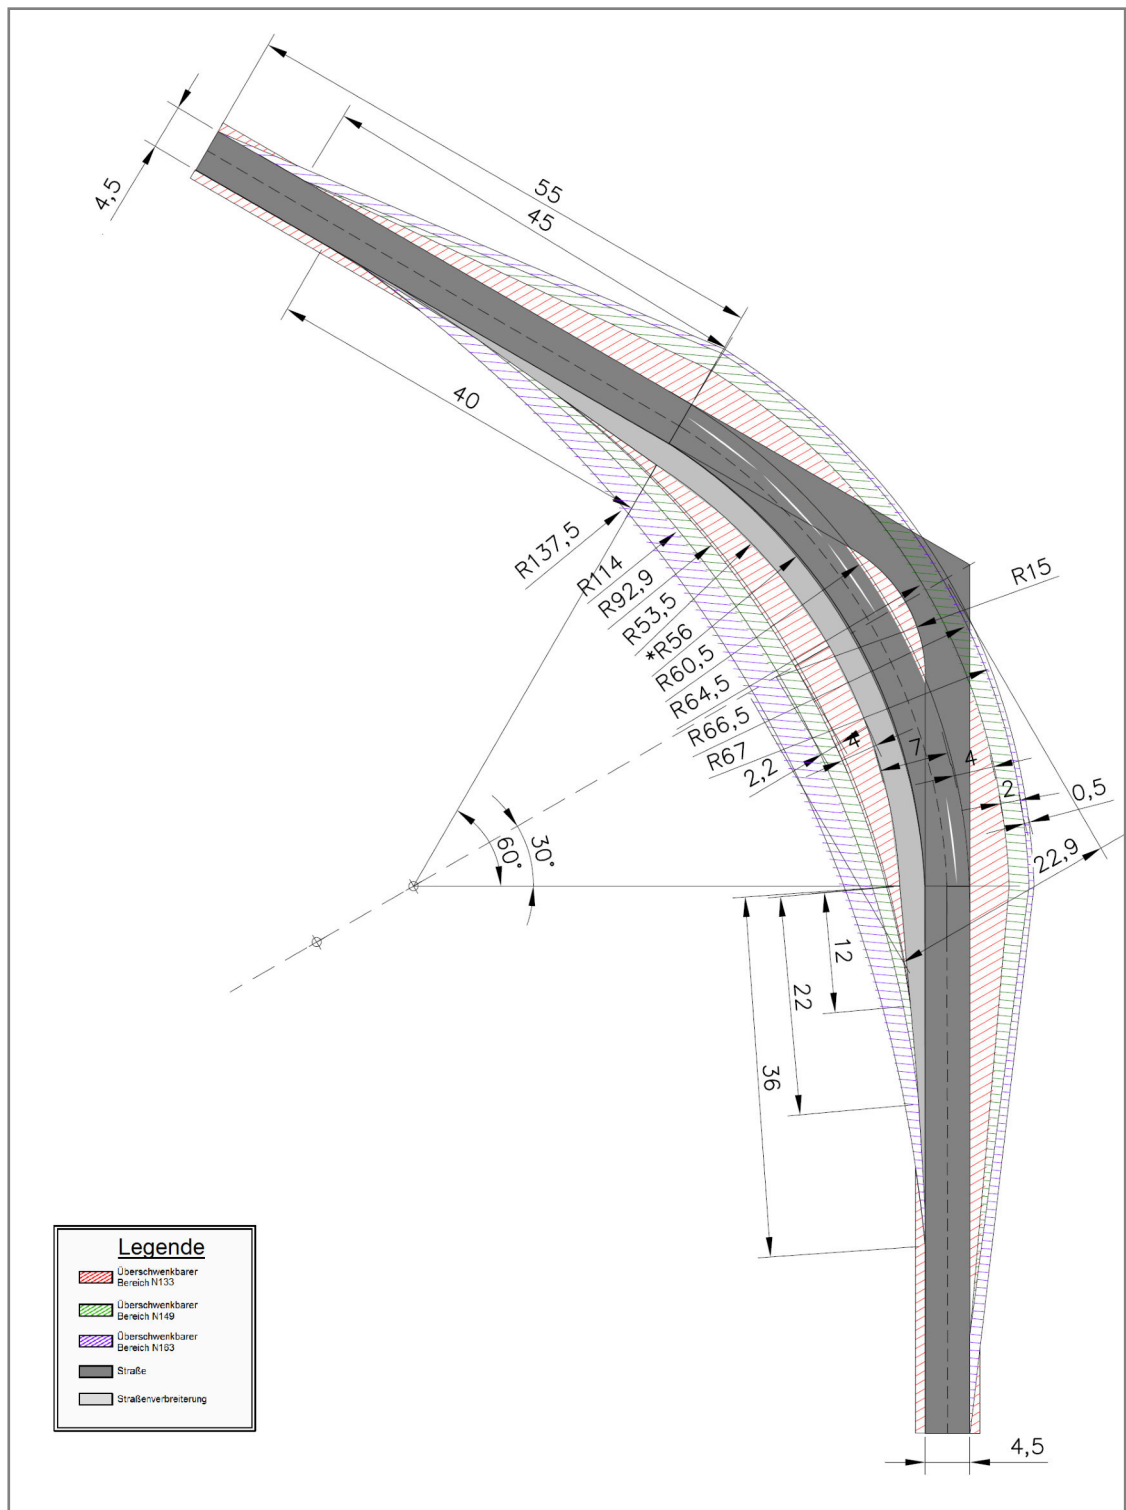 55
45
4,5
40
R137,5
R114
R92,9
R53,5
*R56
R60,5
R64,5
R66,5
R67
2,2
R15
4
7
4
2
0,5
22,9
60°
30°
12
22
36
4,5
Legende
Überschwenkbarer
Bereich N133
Überschwenkbarer
Bereich N149
Überschwenkbarer
Bereich N163
Straße
Straßenverbreiterung